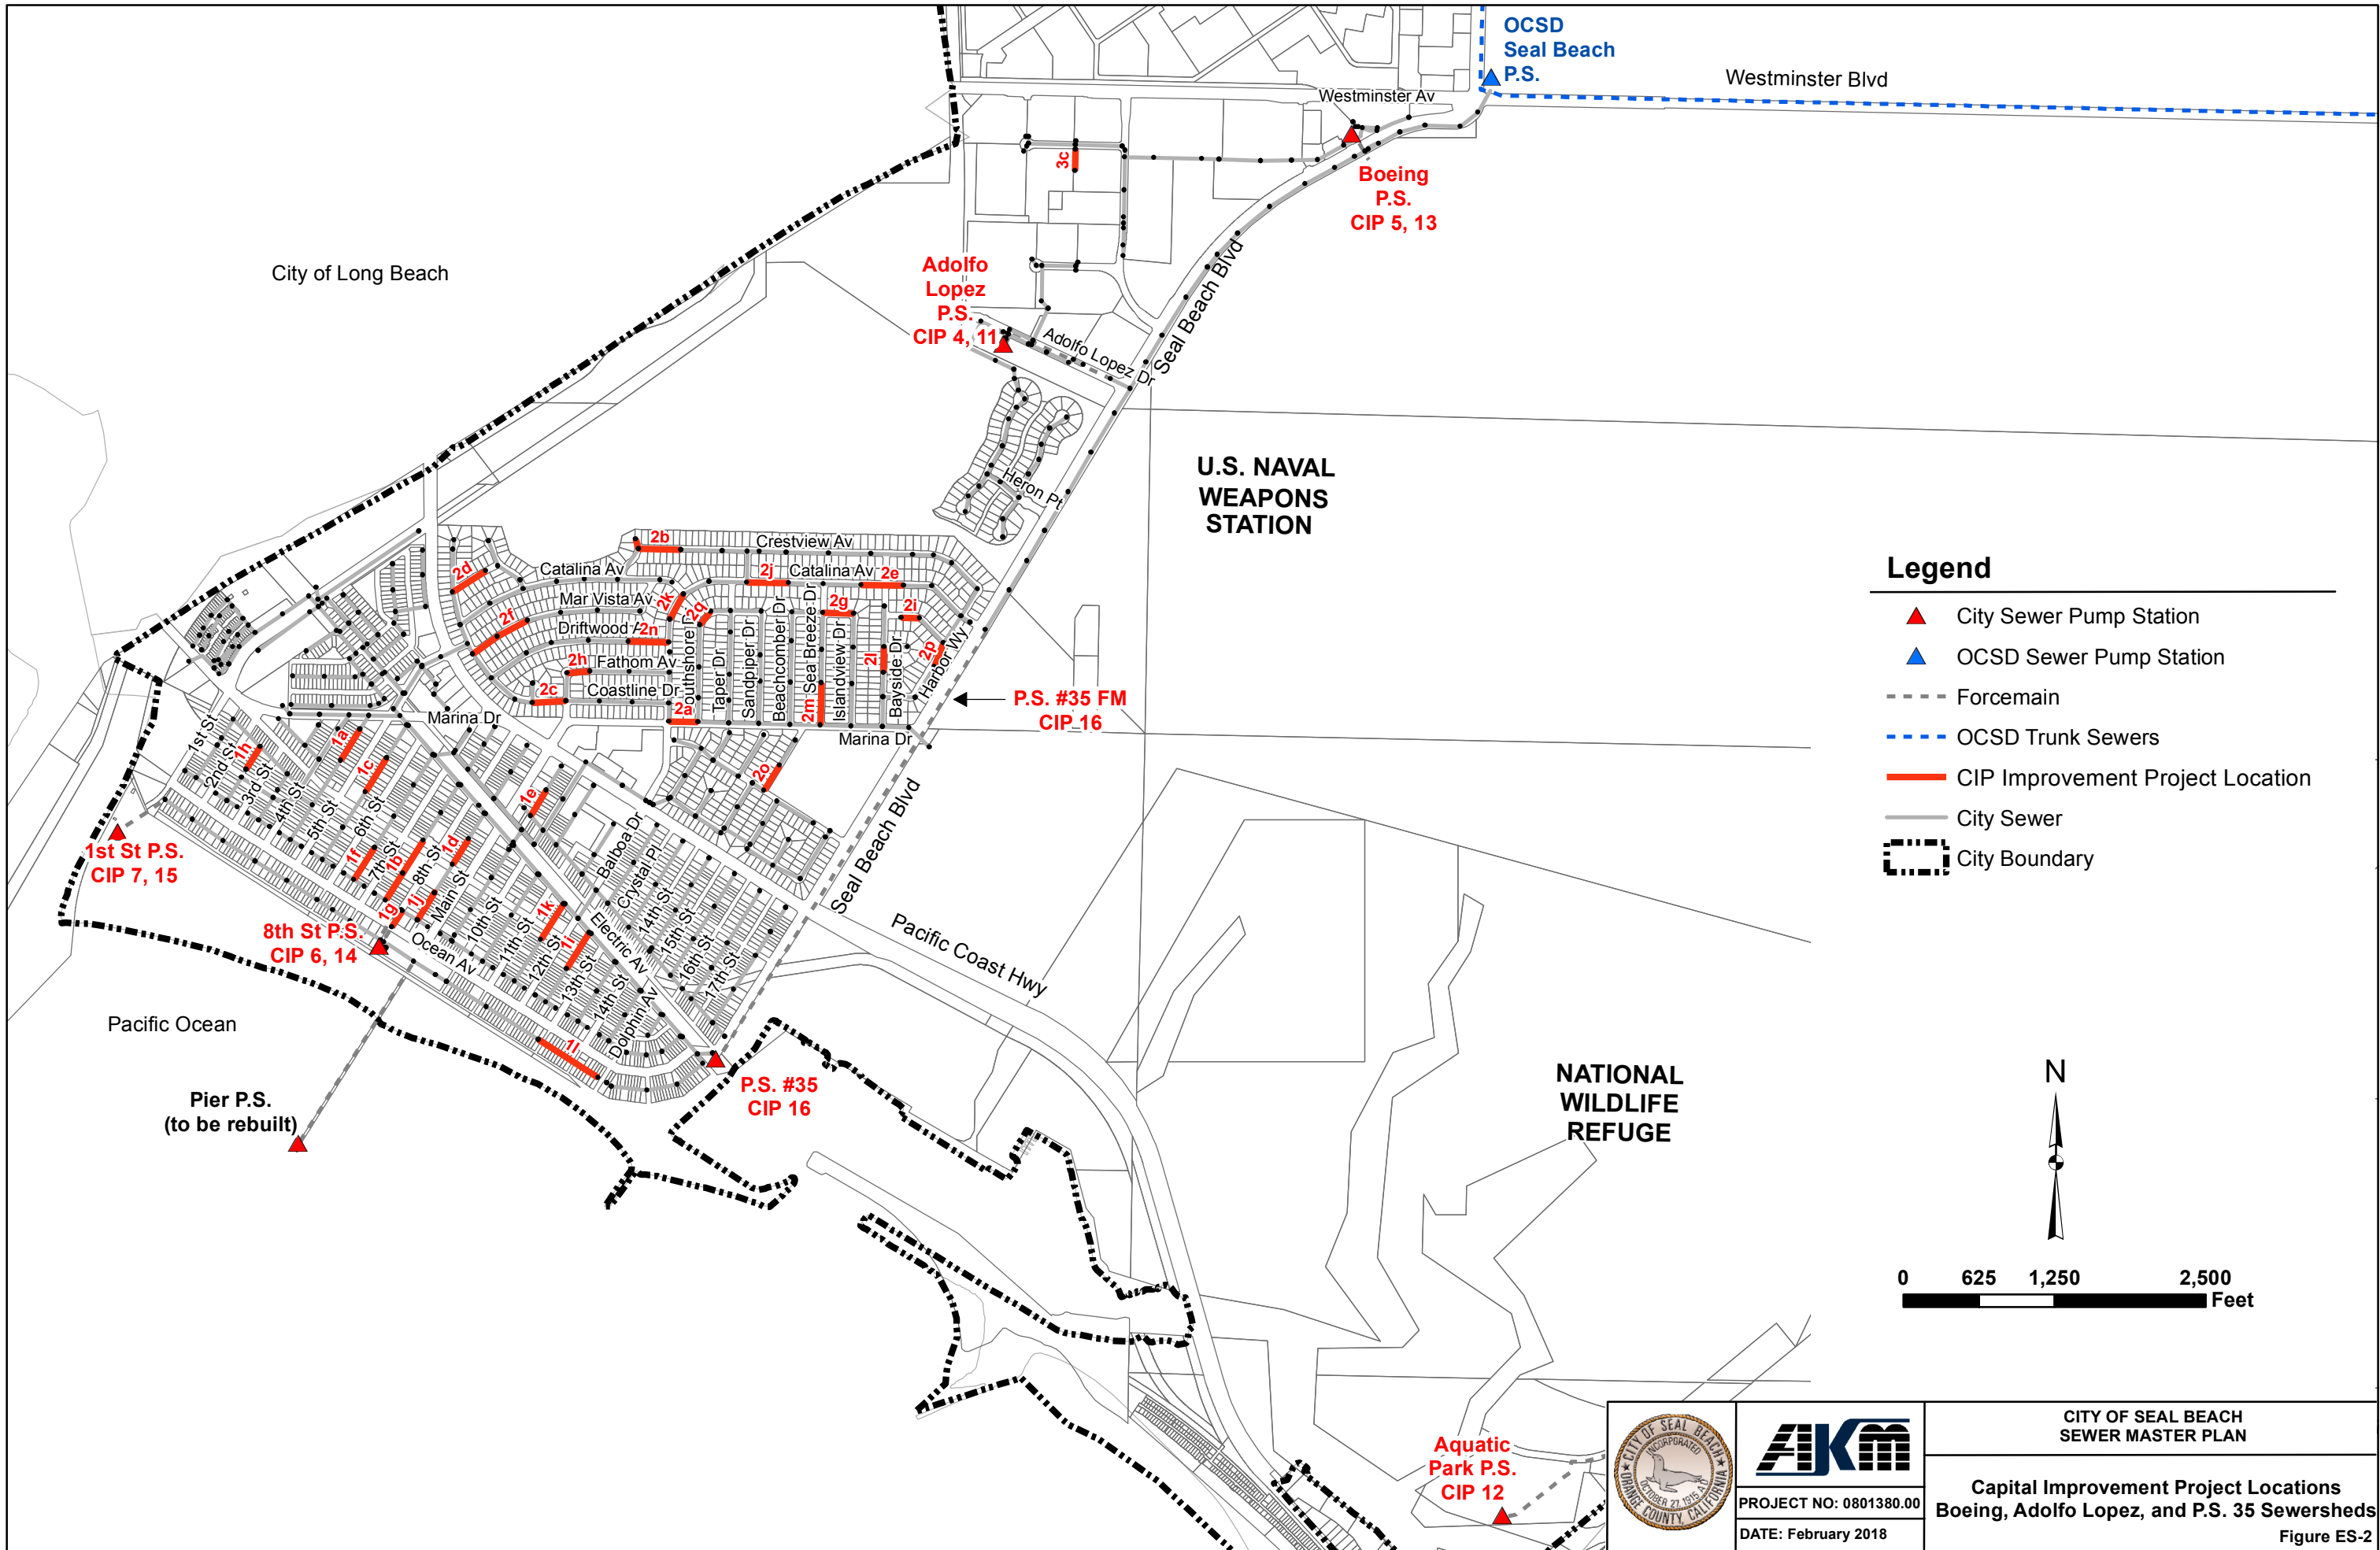 OCSD
Seal Beach
P.S.
Westminster Blvd
Westminster Av
3c
Boeing
P.S.
CIP 5, 13
City of Long Beach
Adolfo
Lopez
P.S.
CIP 4, 11
Adolfo Lopez Dr
Seal Beach Blvd
U.S. NAVAL
WEAPONS
STATION
Heron Pt
2b
Crestview Av
2d
Catalina Av
2j
Catalina Av
2e
Mar Vista Av
2k
2q
2g
2i
2f
Driftwood A
2n
2h
Fathom Av
2c
Coastline Dr
2a
Southshore D
Taper Dr
Sandpiper Dr
Beachcomber Dr
2m
Sea Breeze Dr
Islandview Dr
2l
Bayside Dr
2p
Harbor Wy
P.S. #35 FM
CIP 16
Marina Dr
Marina Dr
2o
1st St
2nd St
1h
3rd St
4th St
1a
5th St
1c
6th St
1f
7th St
1b
8th St
1d
1e
1g
1j
Main St
10th St
11th St
1k
12th St
1i
13th St
14th St
Dolphin Av
Electric Av
Balboa Dr
Crystal Pl
14th St
15th St
16th St
17th St
Seal Beach Blvd
Pacific Coast Hwy
Ocean Av
1l
1st St P.S.
CIP 7, 15
8th St P.S.
CIP 6, 14
Pacific Ocean
Pier P.S.
(to be rebuilt)
P.S. #35
CIP 16
NATIONAL
WILDLIFE
REFUGE
Aquatic
Park P.S.
CIP 12
Legend
City Sewer Pump Station
OCSD Sewer Pump Station
Forcemain
OCSD Trunk Sewers
CIP Improvement Project Location
City Sewer
City Boundary
N
0 625 1,250 2,500
Feet
CITY OF SEAL BEACH
INCORPORATED
OCTOBER 27, 1915 A.D.
ORANGE COUNTY, CALIFORNIA
AKM
PROJECT NO: 0801380.00
DATE: February 2018
CITY OF SEAL BEACH
SEWER MASTER PLAN
Capital Improvement Project Locations
Boeing, Adolfo Lopez, and P.S. 35 Sewersheds
Figure ES-2